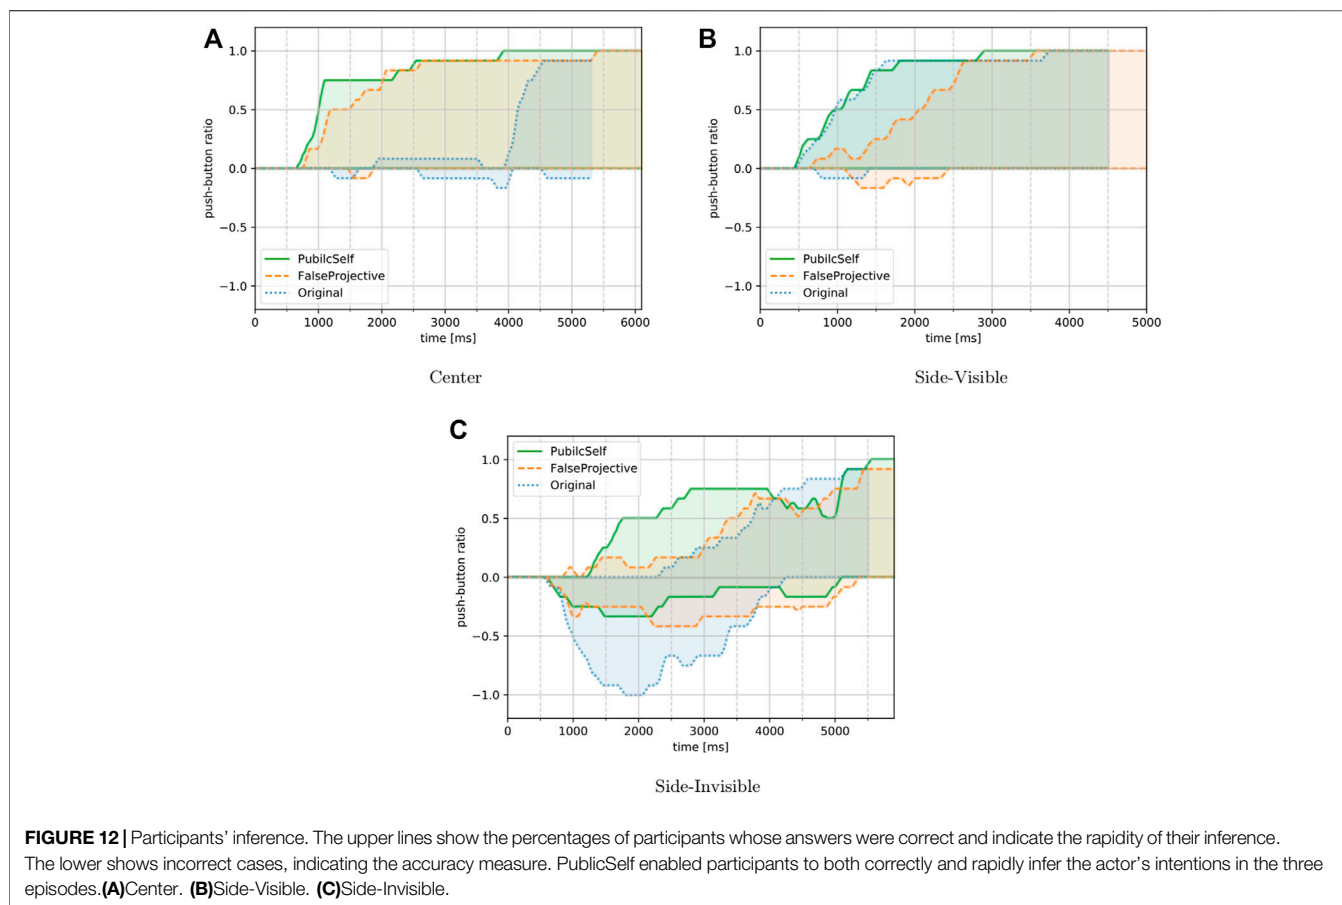 A
push-button ratio
1.0
0.5
0.0
−0.5
−1.0
PubilcSelf
FalseProjective
Original
0 1000 2000 3000 4000 5000 6000
time [ms]
Center
B
push-button ratio
1.0
0.5
0.0
−0.5
−1.0
PubilcSelf
FalseProjective
Original
0 1000 2000 3000 4000 5000
time [ms]
Side-Visible
C
push-button ratio
1.0
0.5
0.0
−0.5
−1.0
PubilcSelf
FalseProjective
Original
0 1000 2000 3000 4000 5000
time [ms]
Side-Invisible
FIGURE 12 | Participants’ inference. The upper lines show the percentages of participants whose answers were correct and indicate the rapidity of their inference.
The lower shows incorrect cases, indicating the accuracy measure. PublicSelf enabled participants to both correctly and rapidly infer the actor’s intentions in the three
episodes.(A)Center. (B)Side-Visible. (C)Side-Invisible.